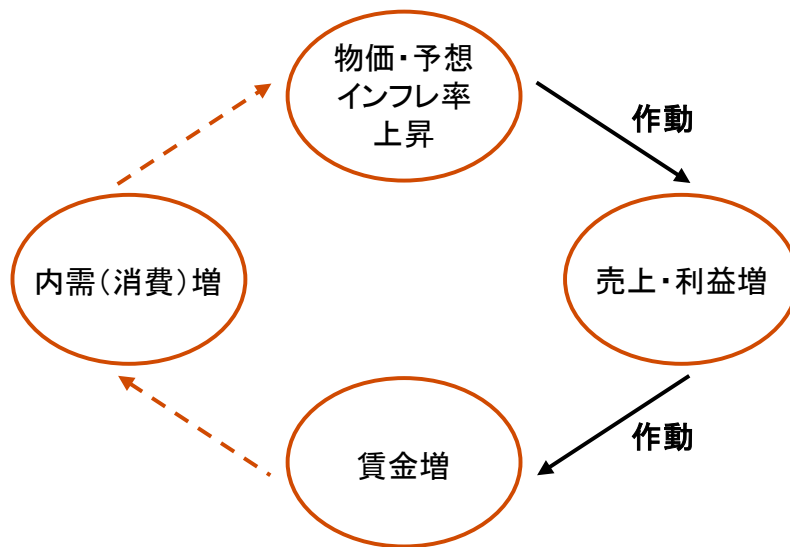 物価・予想
インフレ率
上昇
作動
内需（消費）増
売上・利益増
作動
賃金増